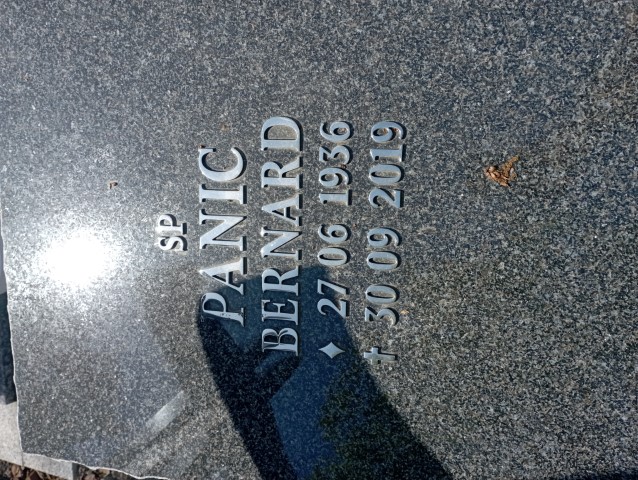 SP
PANIC
BERNARD
✦ 27 06 1936
✝ 30 09 2019